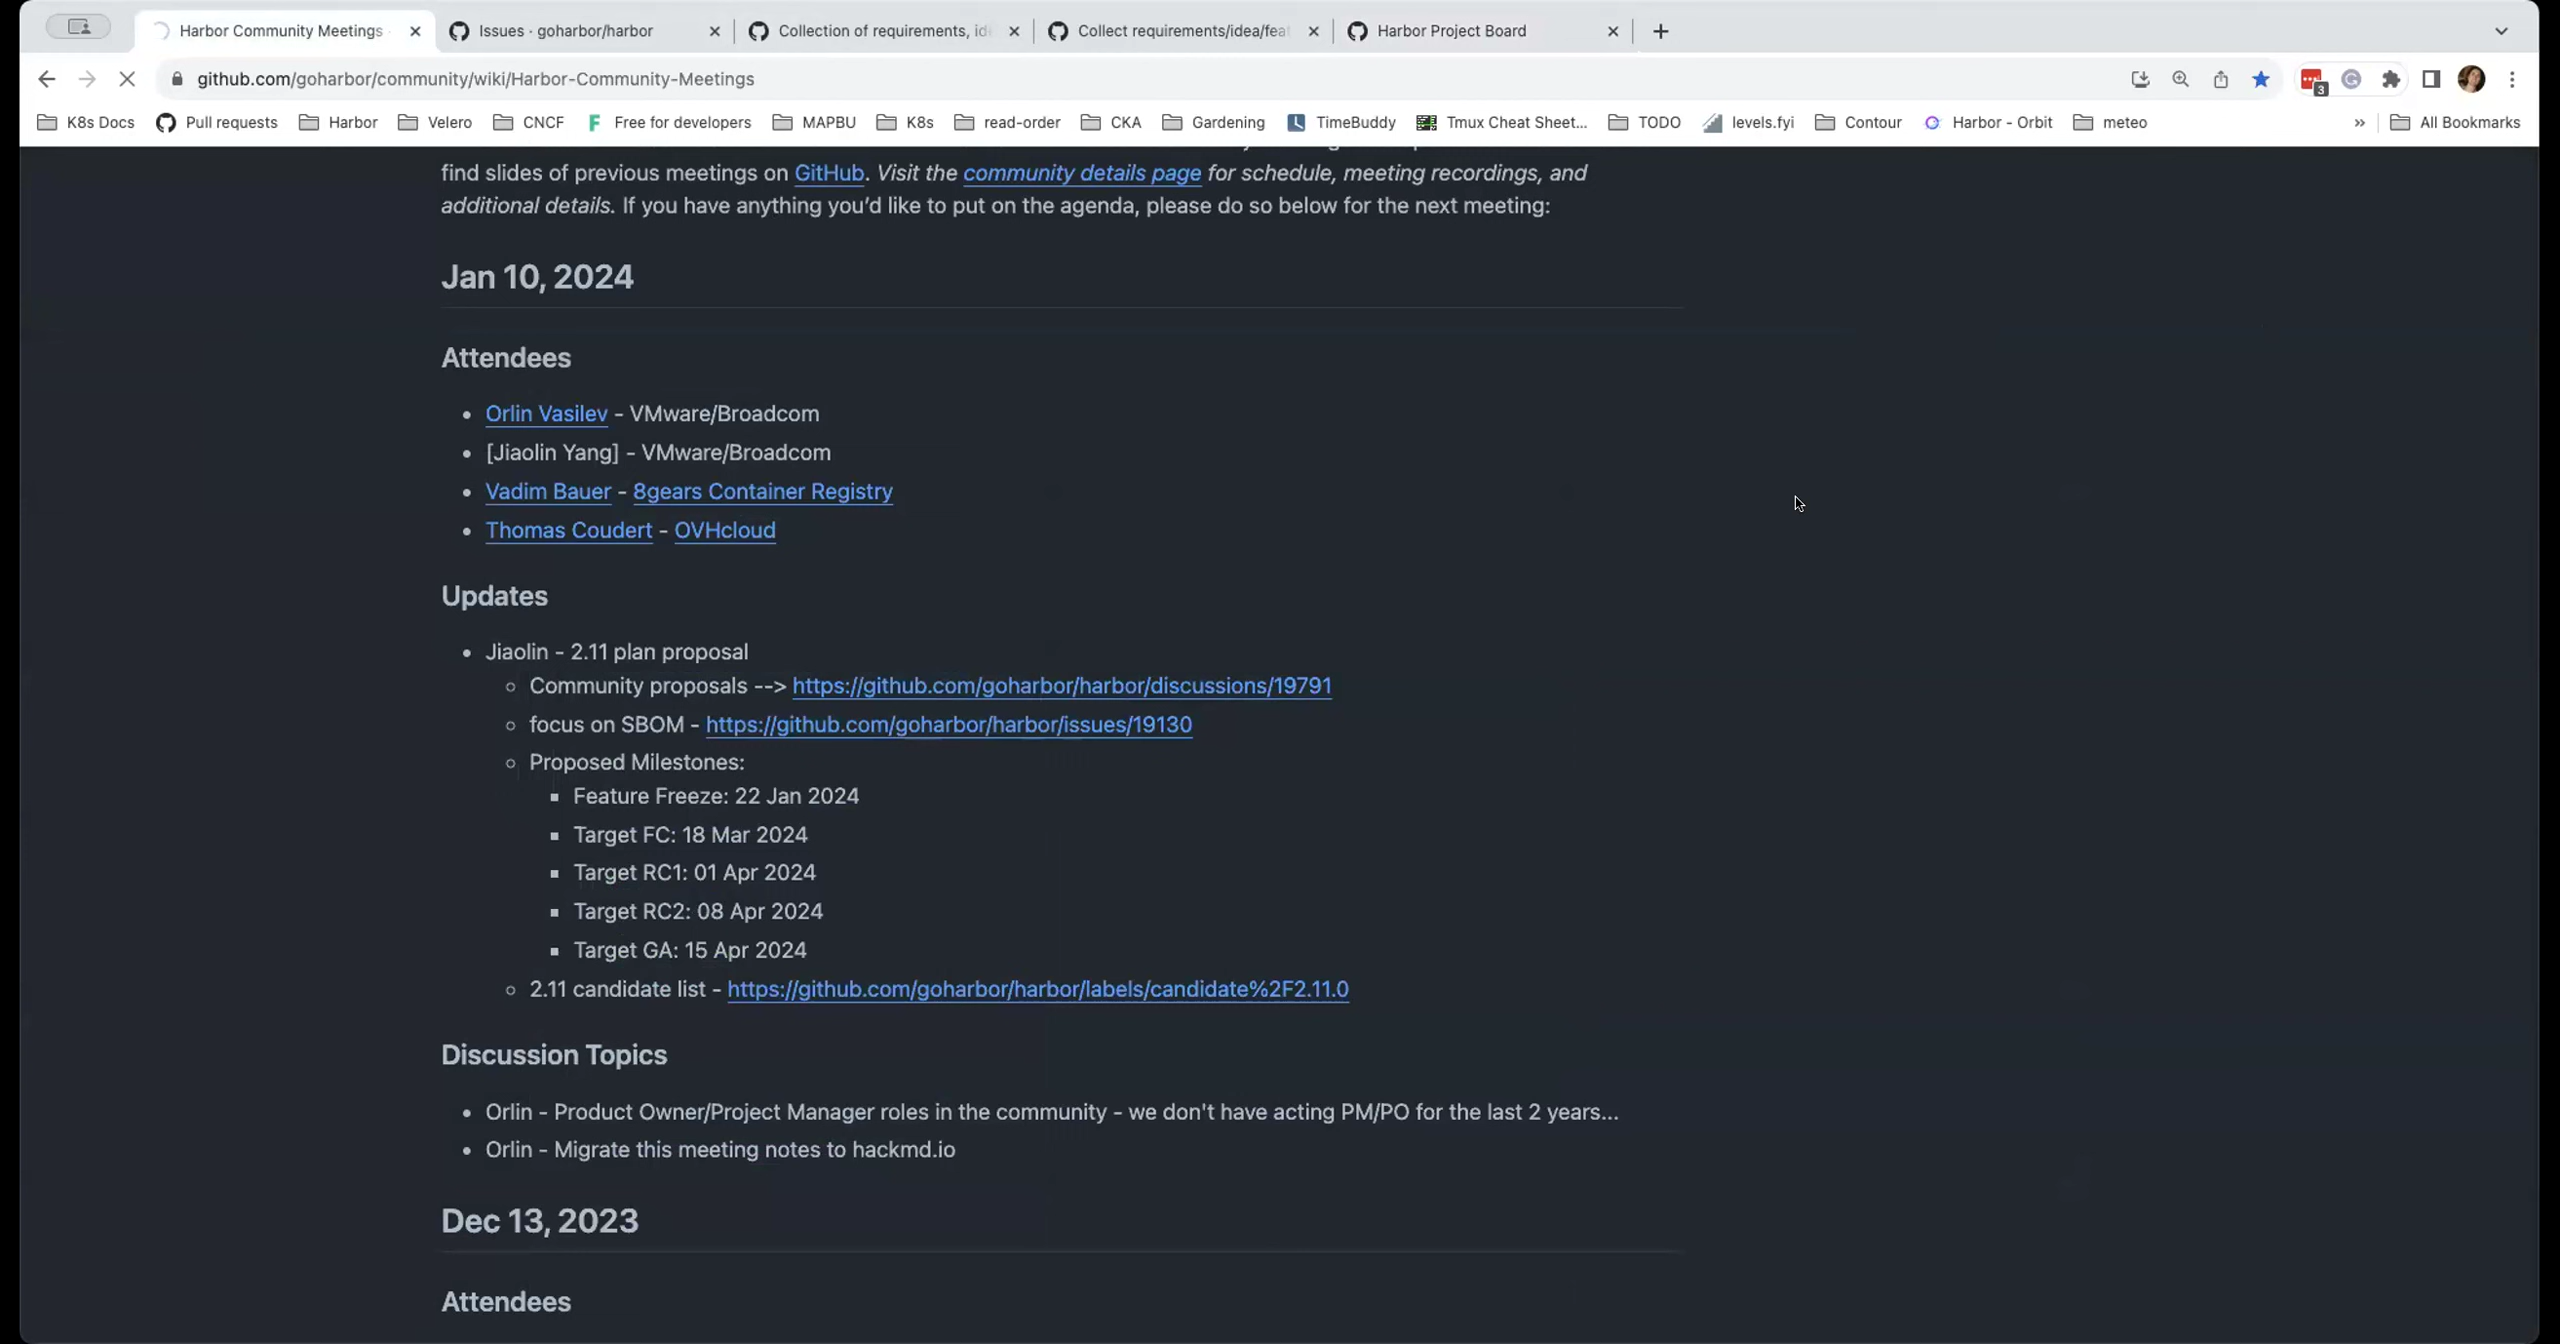 Harbor Community Meetings
Issues · goharbor/harbor
Collection of requirements, id
Collect requirements/idea/fea
Harbor Project Board
github.com/goharbor/community/wiki/Harbor-Community-Meetings
3
K8s Docs
Pull requests
Harbor
Velero
CNCF
Free for developers
MAPBU
K8s
read-order
CKA
Gardening
TimeBuddy
Tmux Cheat Sheet...
TODO
levels.fyi
Contour
Harbor - Orbit
meteo
»
All Bookmarks
find slides of previous meetings on GitHub. Visit the community details page for schedule, meeting recordings, and
additional details. If you have anything you’d like to put on the agenda, please do so below for the next meeting:
Jan 10, 2024
Attendees
• Orlin Vasilev - VMware/Broadcom
• [Jiaolin Yang] - VMware/Broadcom
• Vadim Bauer - 8gears Container Registry
• Thomas Coudert - OVHcloud
Updates
• Jiaolin - 2.11 plan proposal
◦ Community proposals --> https://github.com/goharbor/harbor/discussions/19791
◦ focus on SBOM - https://github.com/goharbor/harbor/issues/19130
◦ Proposed Milestones:
▪ Feature Freeze: 22 Jan 2024
▪ Target FC: 18 Mar 2024
▪ Target RC1: 01 Apr 2024
▪ Target RC2: 08 Apr 2024
▪ Target GA: 15 Apr 2024
◦ 2.11 candidate list - https://github.com/goharbor/harbor/labels/candidate%2F2.11.0
Discussion Topics
• Orlin - Product Owner/Project Manager roles in the community - we don't have acting PM/PO for the last 2 years...
• Orlin - Migrate this meeting notes to hackmd.io
Dec 13, 2023
Attendees